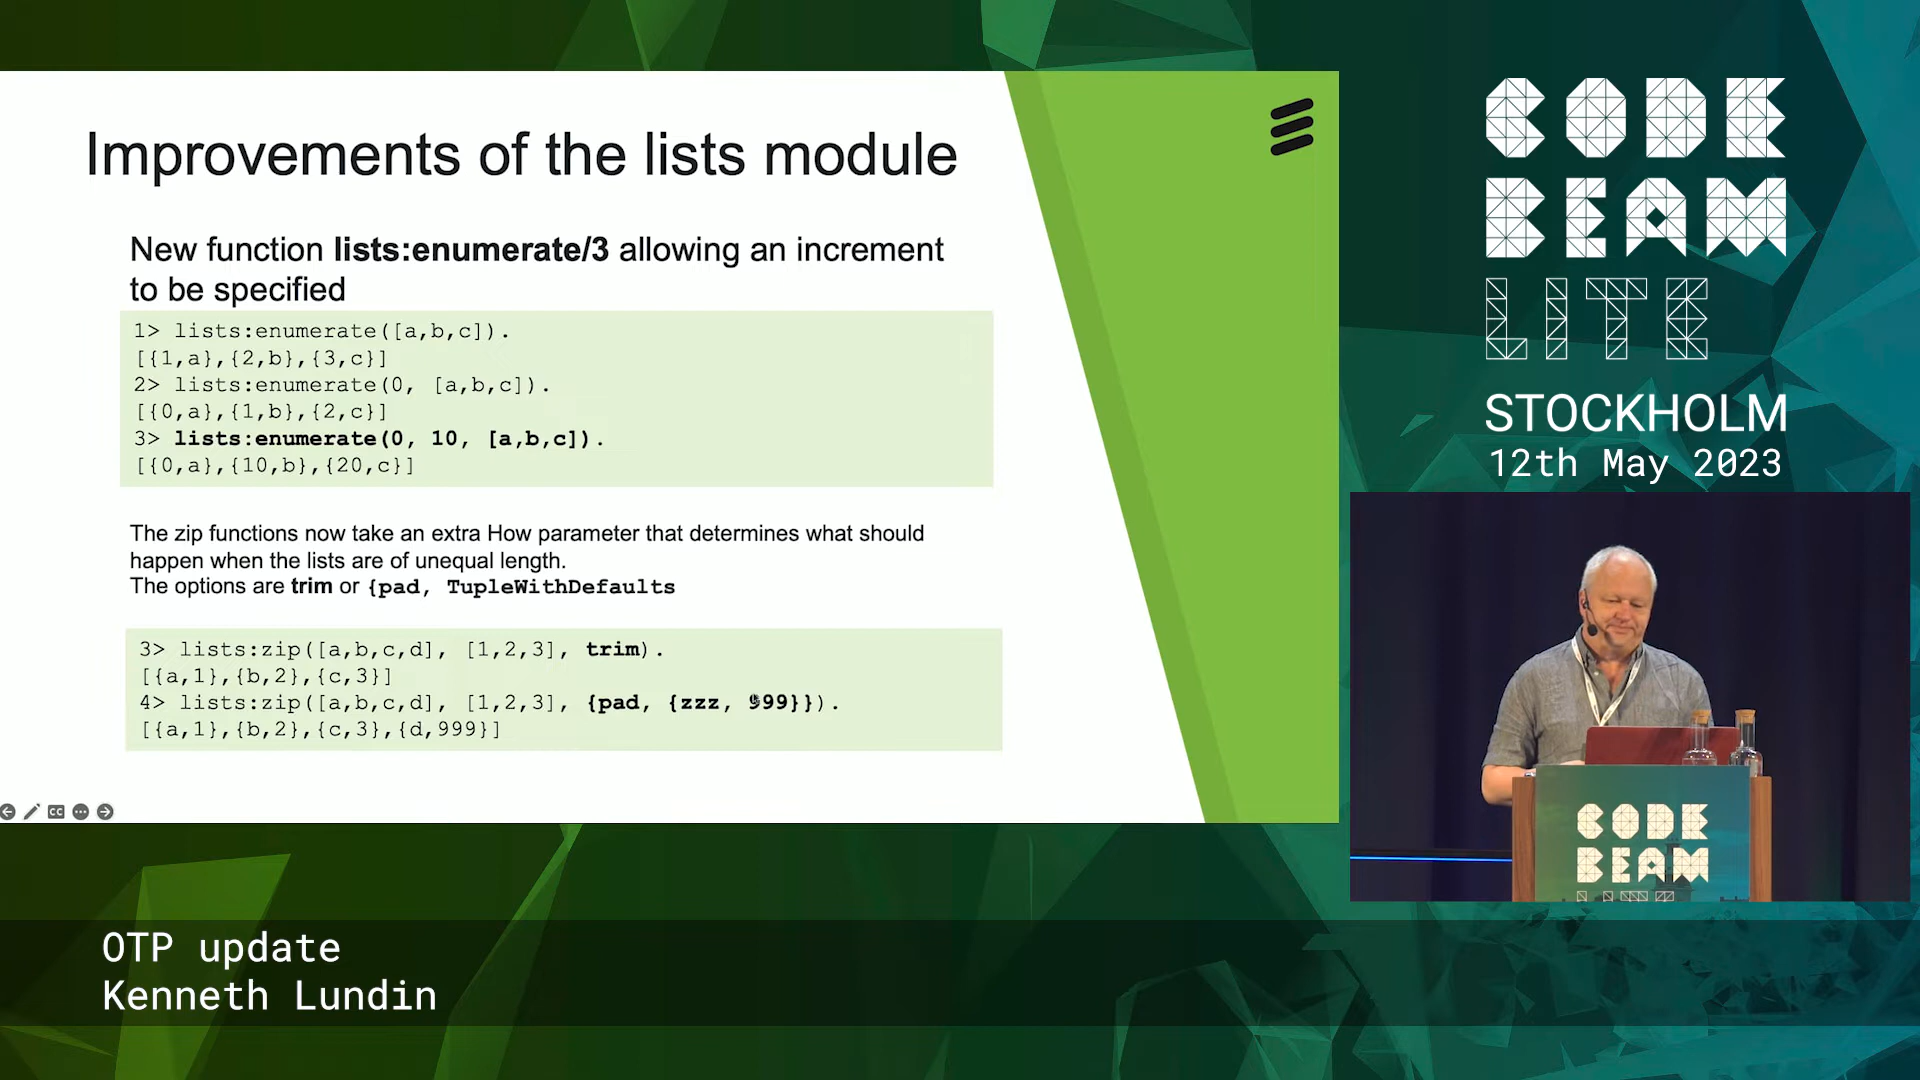 Improvements of the lists module
New function lists:enumerate/3 allowing an increment
to be specified
1> lists:enumerate([a,b,c]).
[{1,a},{2,b},{3,c}]
2> lists:enumerate(0, [a,b,c]).
[{0,a},{1,b},{2,c}]
3> lists:enumerate(0, 10, [a,b,c]).
[{0,a},{10,b},{20,c}]
The zip functions now take an extra How parameter that determines what should
happen when the lists are of unequal length.
The options are trim or {pad, TupleWithDefaults
3> lists:zip([a,b,c,d], [1,2,3], trim).
[{a,1},{b,2},{c,3}]
4> lists:zip([a,b,c,d], [1,2,3], {pad, {zzz, 999}}).
[{a,1},{b,2},{c,3},{d,999}]
CC
CODE
BEAM
LITE
STOCKHOLM
12th May 2023
CODE
BEAM
LITE
OTP update
Kenneth Lundin